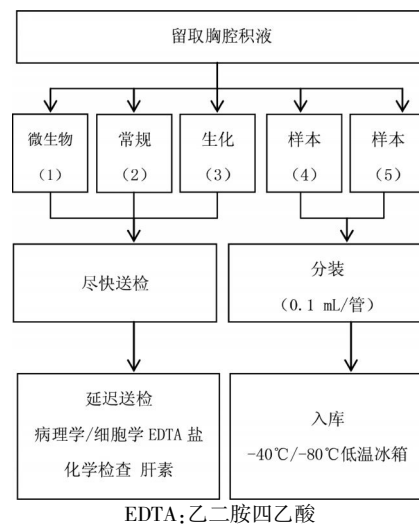 留取胸腔积液
微生物 常规 生化 样本 样本
（1） （2） （3） （4） （5）
尽快送检
分装
（0.1 mL/管）
延迟送检
病理学/细胞学 EDTA 盐
化学检查 肝素
入库
-40℃/-80℃低温冰箱
EDTA：乙二胺四乙酸